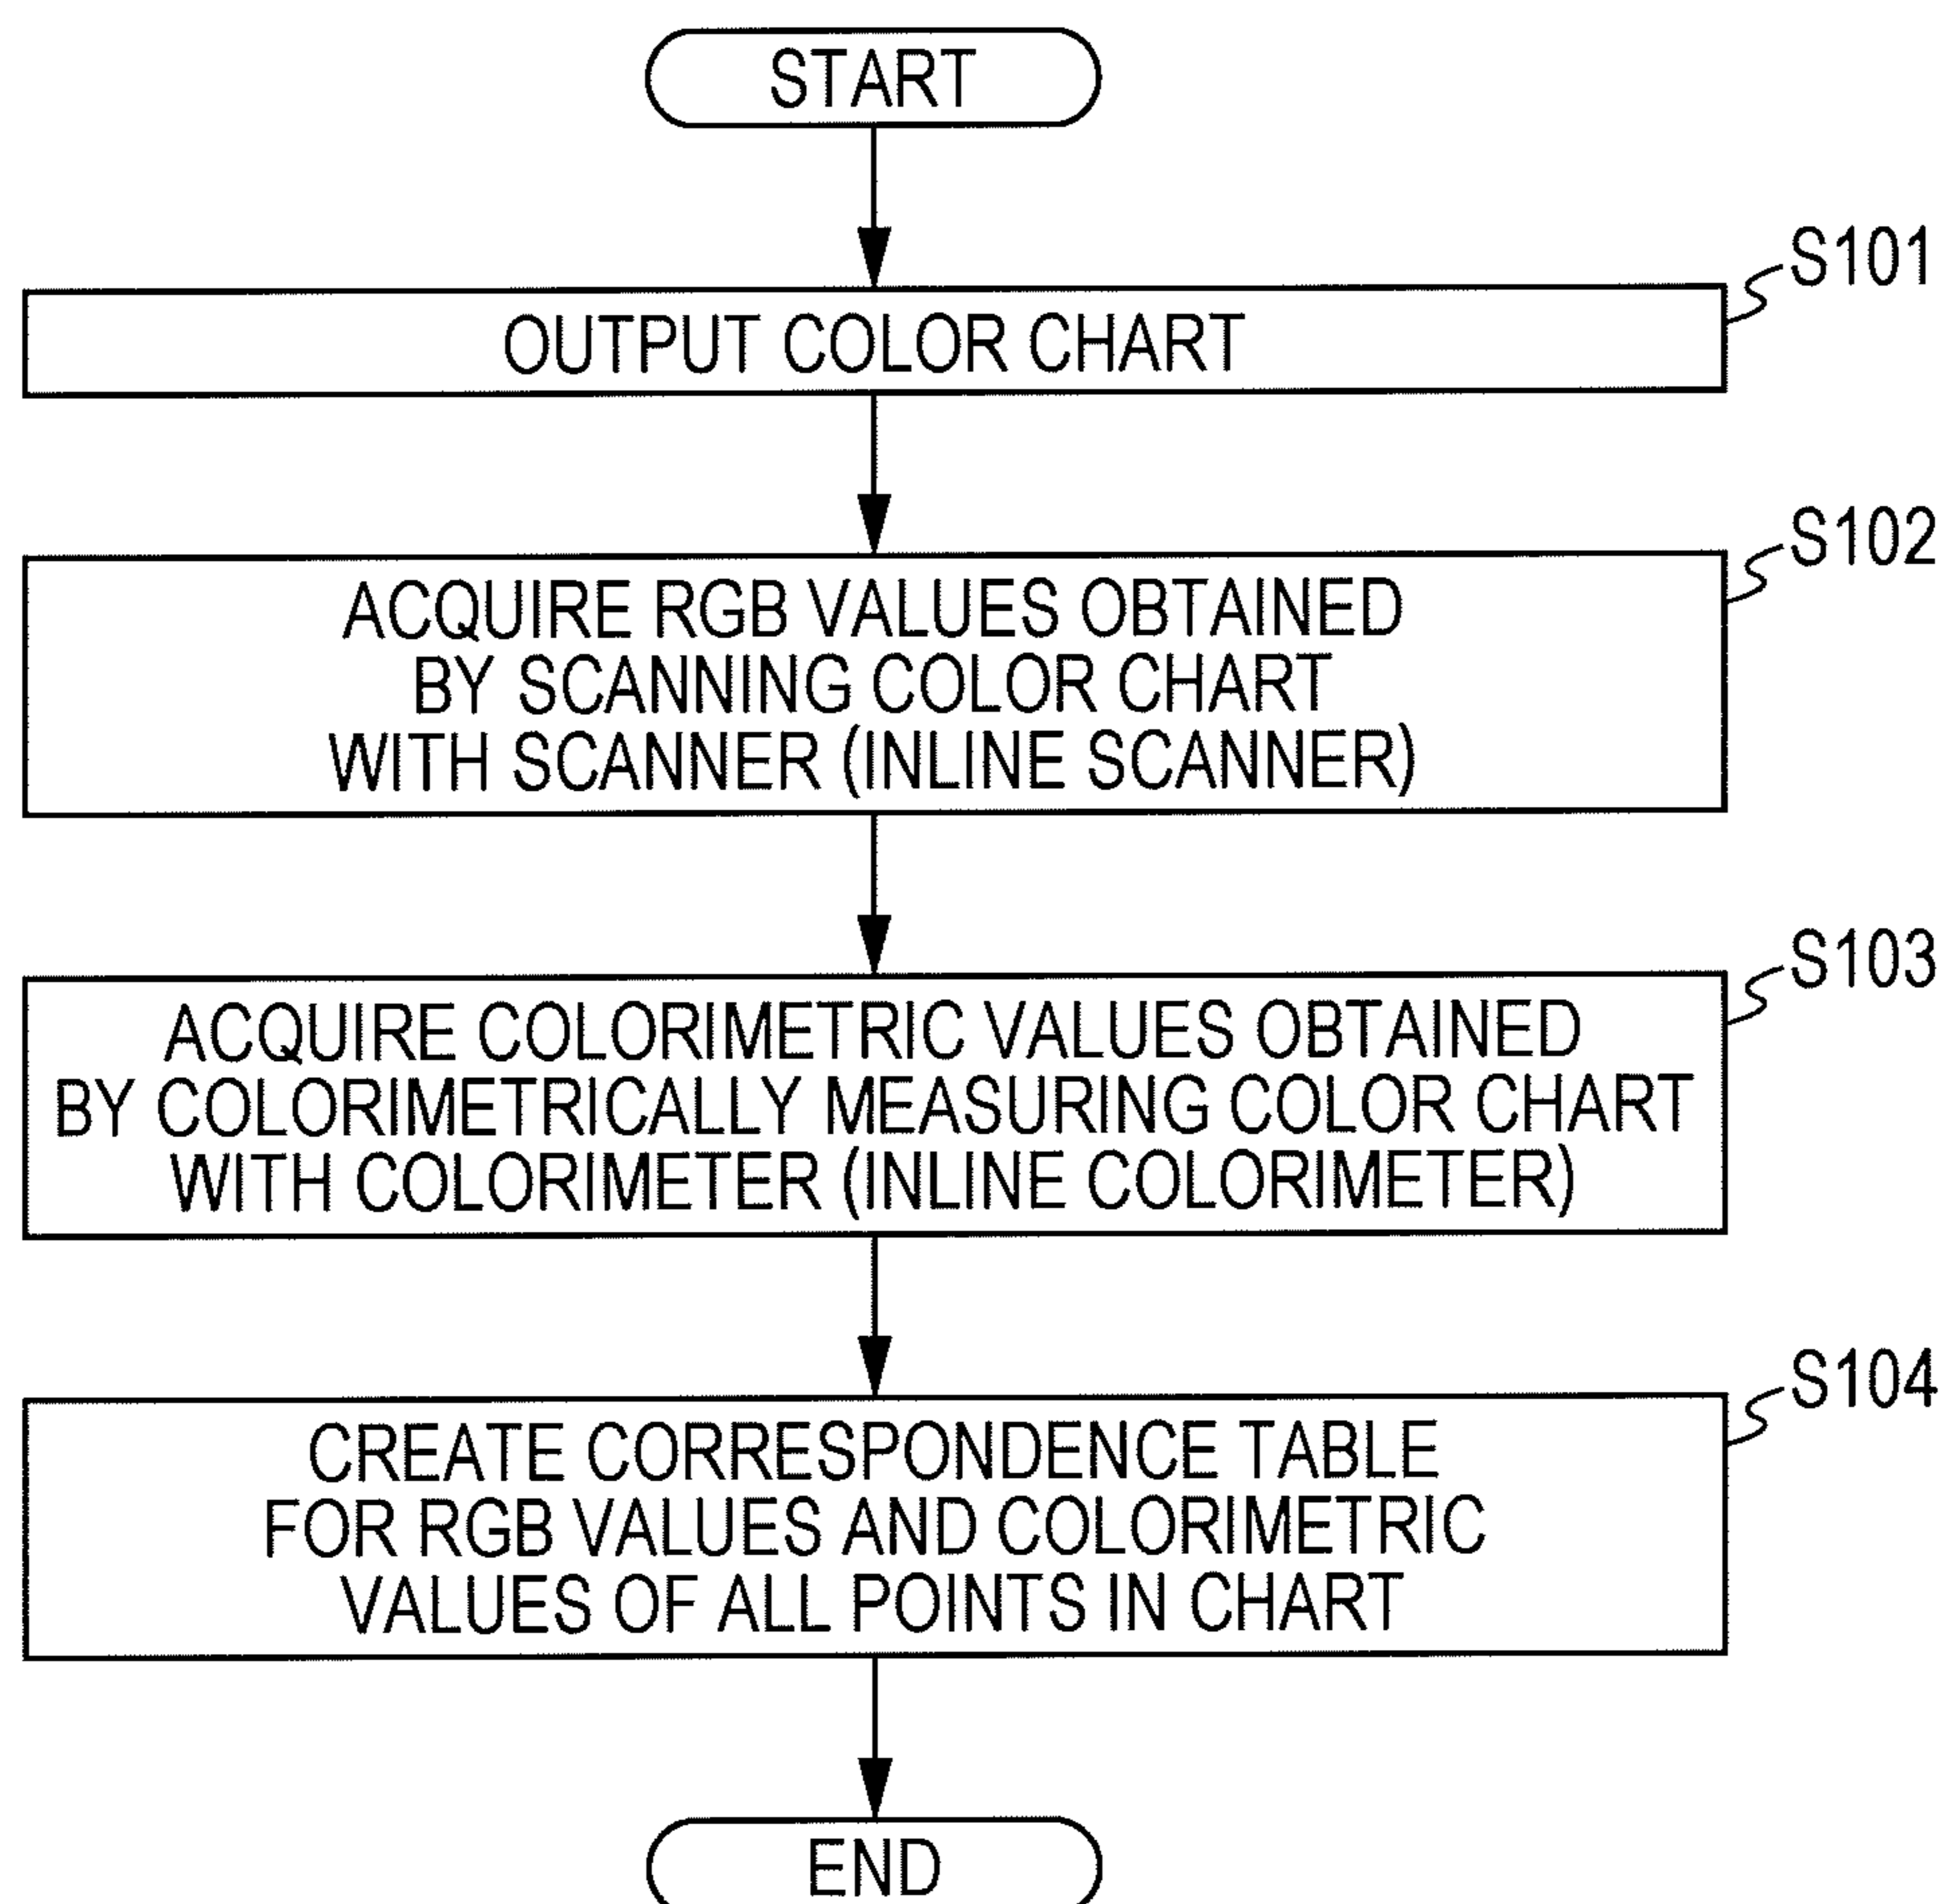 START
S101
OUTPUT COLOR CHART
S102
ACQUIRE RGB VALUES OBTAINED
BY SCANNING COLOR CHART
WITH SCANNER (INLINE SCANNER)
S103
ACQUIRE COLORIMETRIC VALUES OBTAINED
BY COLORIMETRICALLY MEASURING COLOR CHART
WITH COLORIMETER (INLINE COLORIMETER)
S104
CREATE CORRESPONDENCE TABLE
FOR RGB VALUES AND COLORIMETRIC
VALUES OF ALL POINTS IN CHART
END